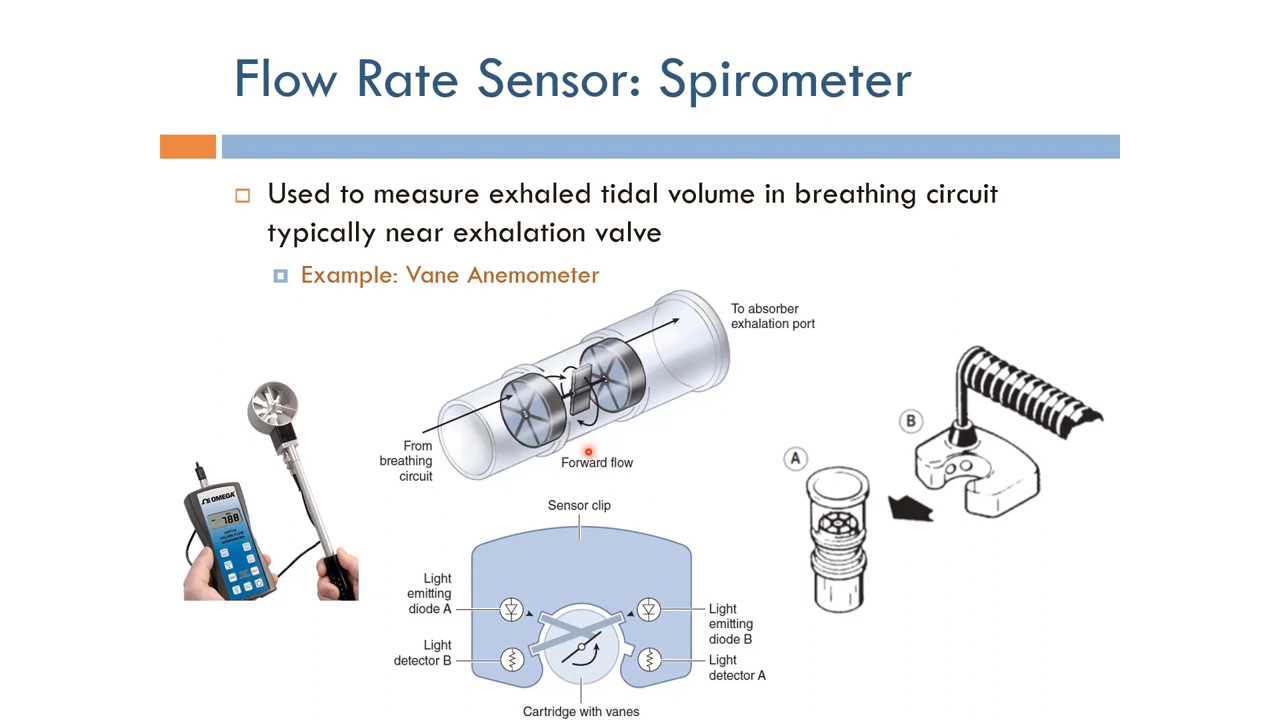 Flow Rate Sensor: Spirometer
Used to measure exhaled tidal volume in breathing circuit
typically near exhalation valve
Example: Vane Anemometer
To absorber
exhalation port
From
breathing
circuit
Forward flow
B
A
OMEGA
788
Sensor clip
Light
emitting
diode A
Light
emitting
diode B
Light
detector B
Light
detector A
Cartridge with vanes